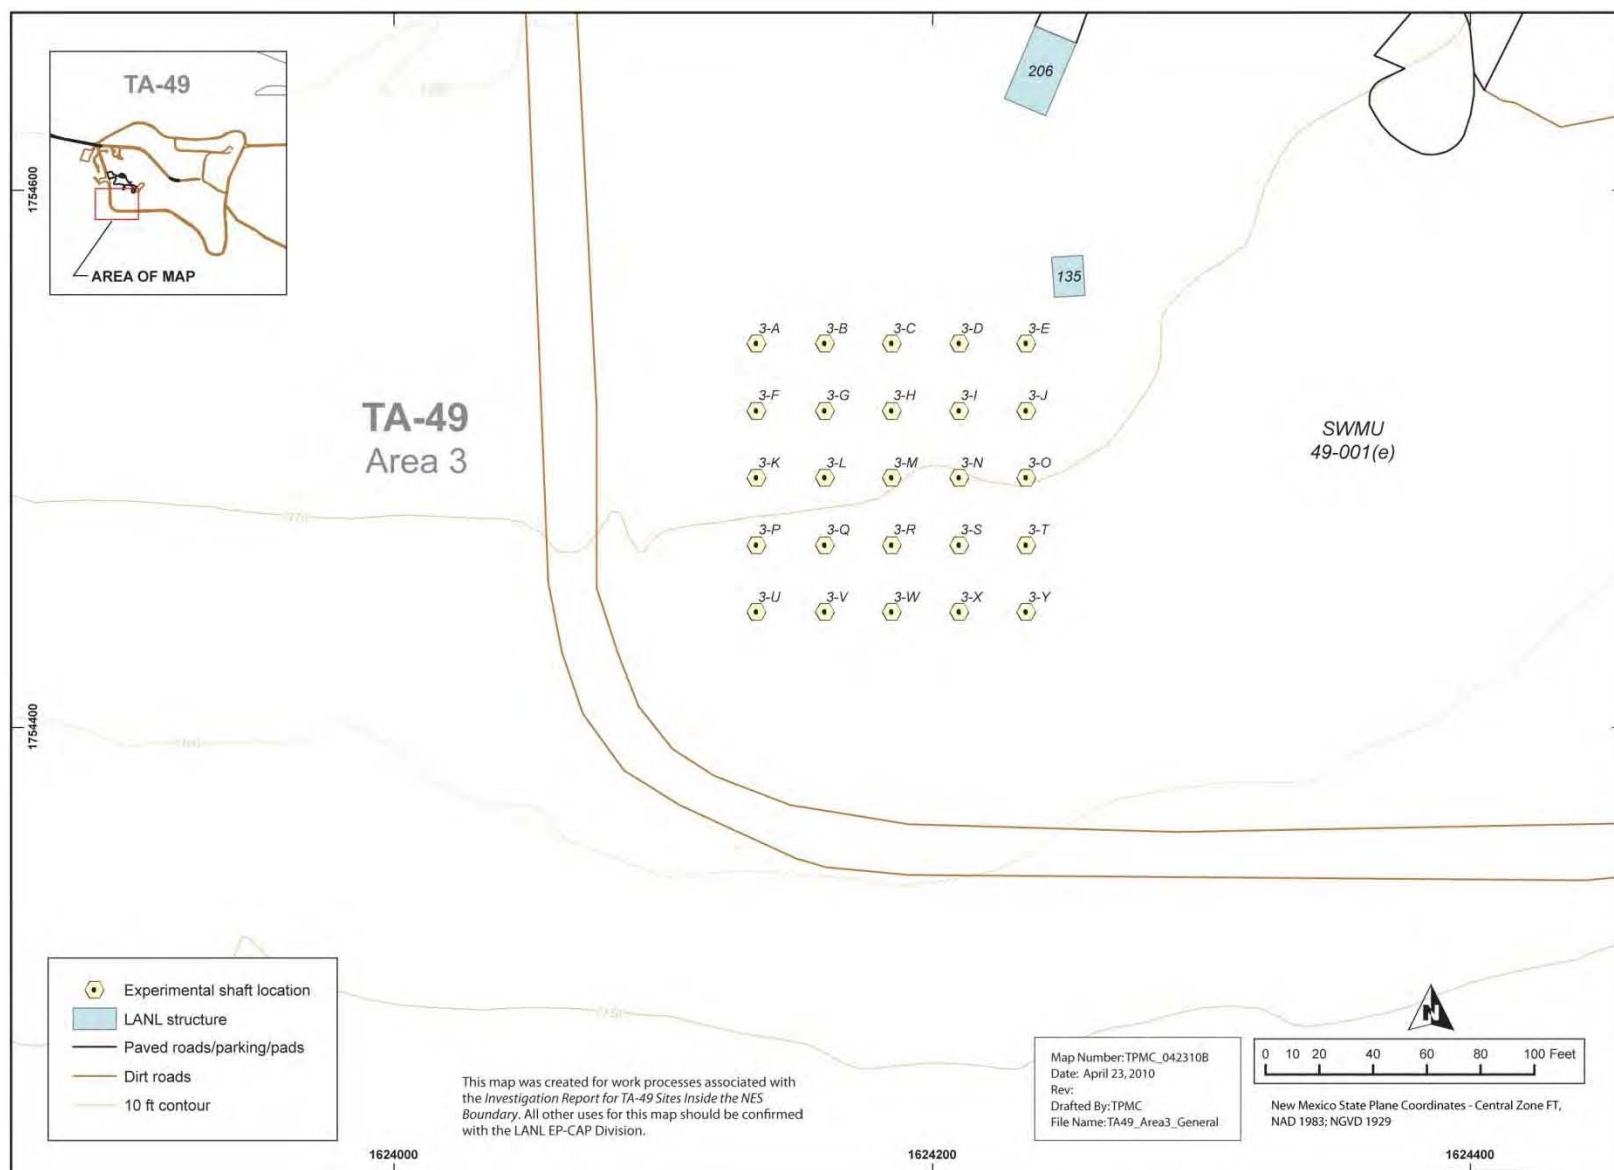 TA-49
AREA OF MAP
206
1754600
135
3-A 3-B 3-C 3-D 3-E
3-F 3-G 3-H 3-I 3-J
TA-49
Area 3
SWMU
49-001(e)
3-K 3-L 3-M 3-N 3-O
3-P 3-Q 3-R 3-S 3-T
3-U 3-V 3-W 3-X 3-Y
1754400
Experimental shaft location
LANL structure
Paved roads/parking/pads
Dirt roads
10 ft contour
This map was created for work processes associated with
the Investigation Report for TA-49 Sites Inside the NES
Boundary. All other uses for this map should be confirmed
with the LANL EP-CAP Division.
Map Number: TPMC_042310B
Date: April 23, 2010
Rev:
Drafted By: TPMC
File Name: TA49_Area3_General
N
0 10 20 40 60 80 100 Feet
New Mexico State Plane Coordinates - Central Zone FT,
NAD 1983; NGVD 1929
1624000 1624200 1624400